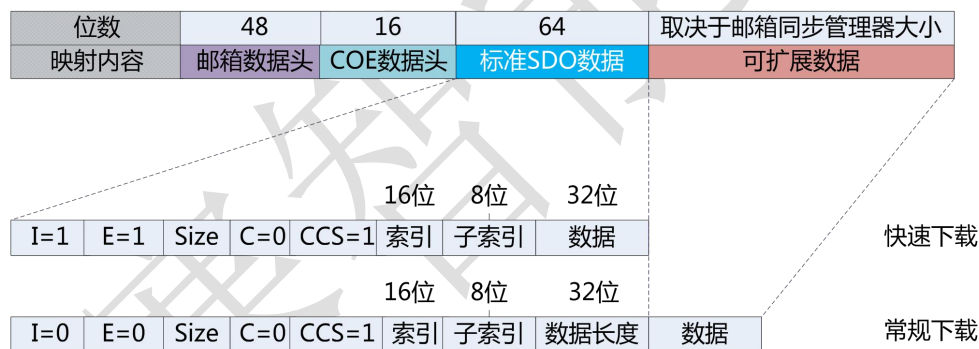 位数 48 16 64 取决于邮箱同步管理器大小
映射内容 邮箱数据头 COE数据头 标准SDO数据 可扩展数据
16位 8位 32位
I=1 E=1 Size C=0 CCS=1 索引 子索引 数据 快速下载
16位 8位 32位
I=0 E=0 Size C=0 CCS=1 索引 子索引 数据长度 数据 常规下载